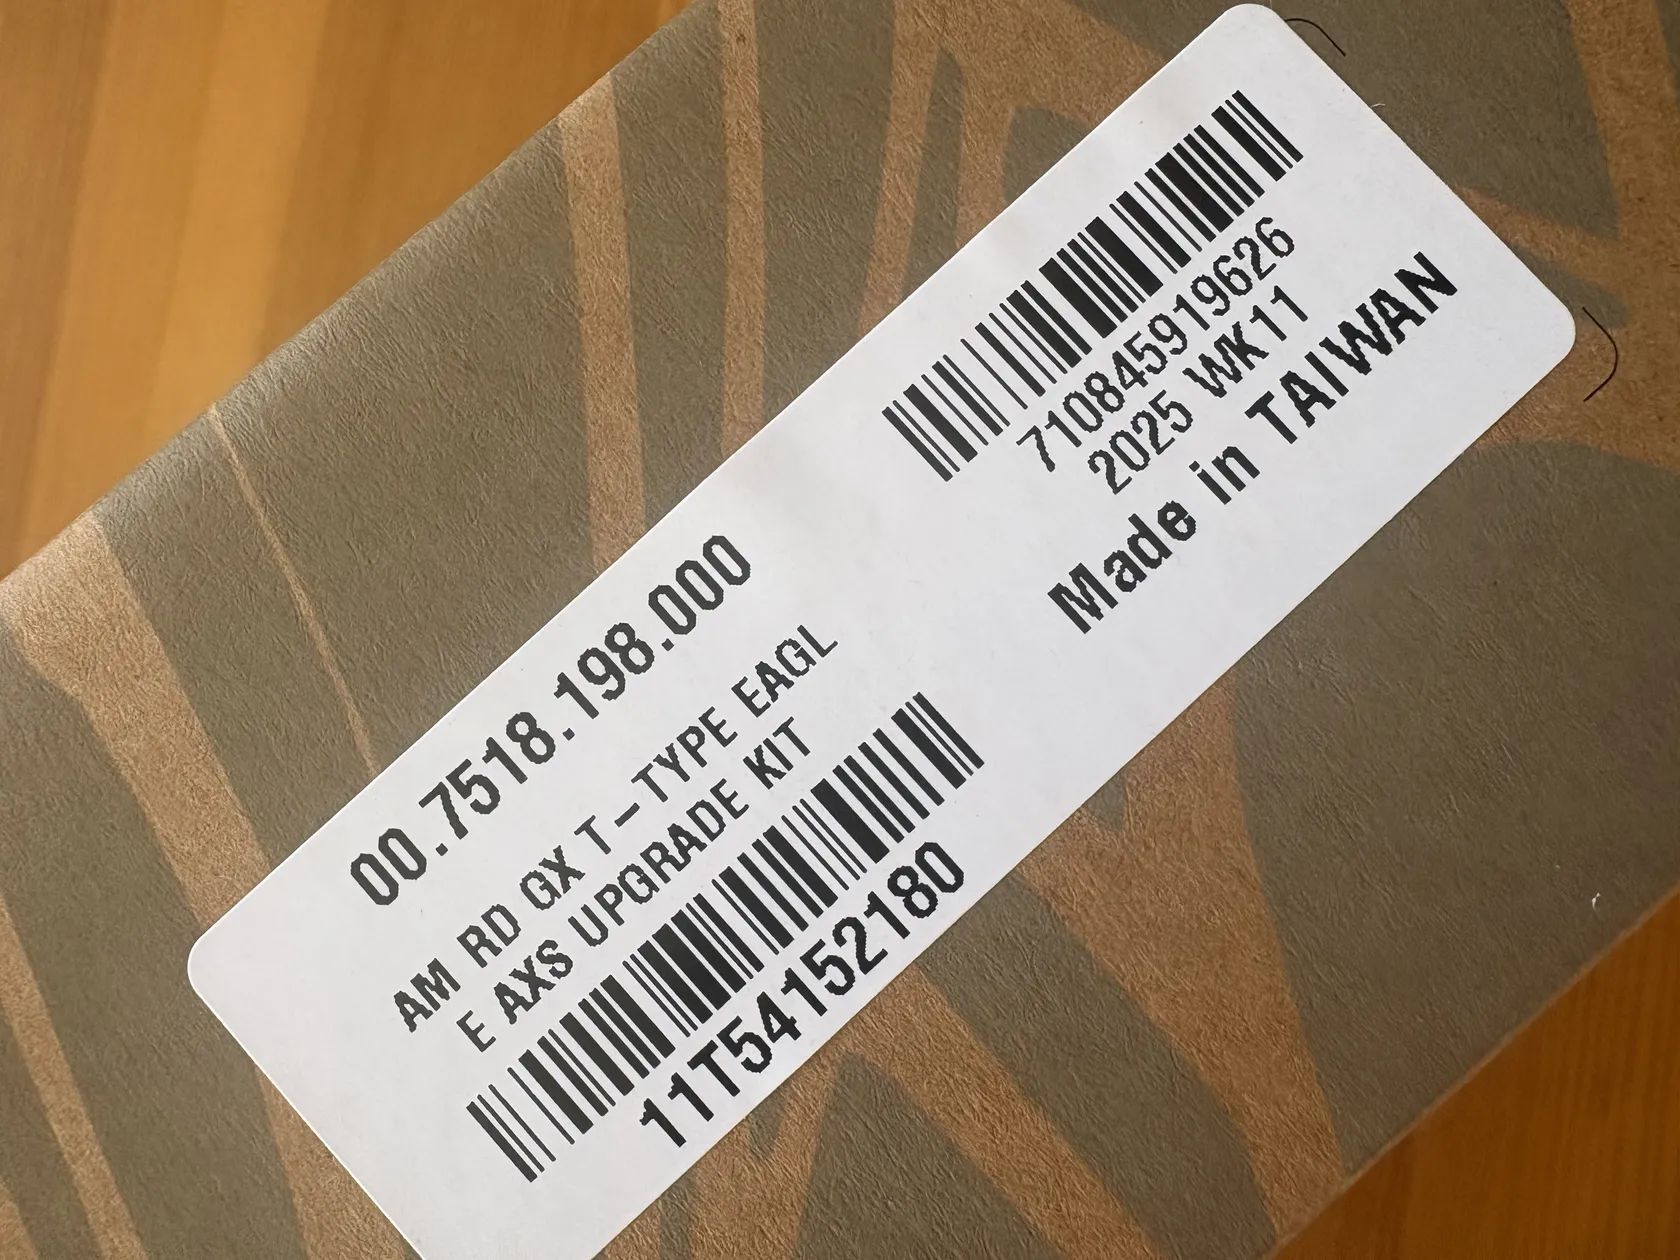 00.7518.198.000
AM RD GX T-TYPE EAGL
E AXS UPGRADE KIT
11T54152180
710845919626
2025 WK11
Made in TAIWAN